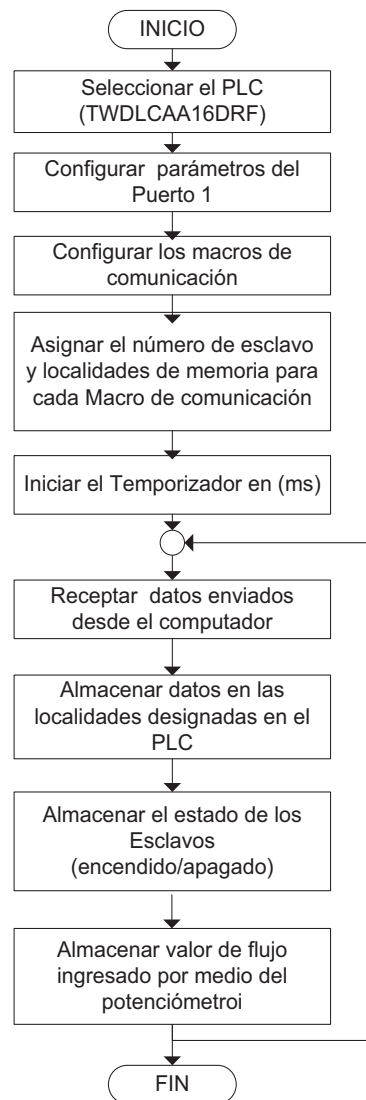 INICIO
Seleccionar el PLC
(TWDLCAA16DRF)
Configurar parámetros del
Puerto 1
Configurar los macros de
comunicación
Asignar el número de esclavo
y localidades de memoria para
cada Macro de comunicación
Iniciar el Temporizador en (ms)
Receptar datos enviados
desde el computador
Almacenar datos en las
localidades designadas en el
PLC
Almacenar el estado de los
Esclavos
(encendido/apagado)
Almacenar valor de flujo
ingresado por medio del
potenciómetroi
FIN